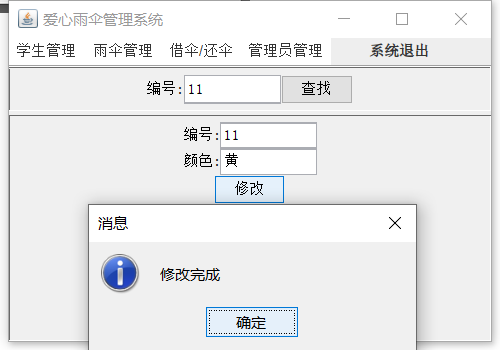 爱心雨伞管理系统
学生管理 雨伞管理 借伞/还伞 管理员管理 系统退出
编号:11 查找
编号:11
颜色:黄
修改
消息
修改完成
确定